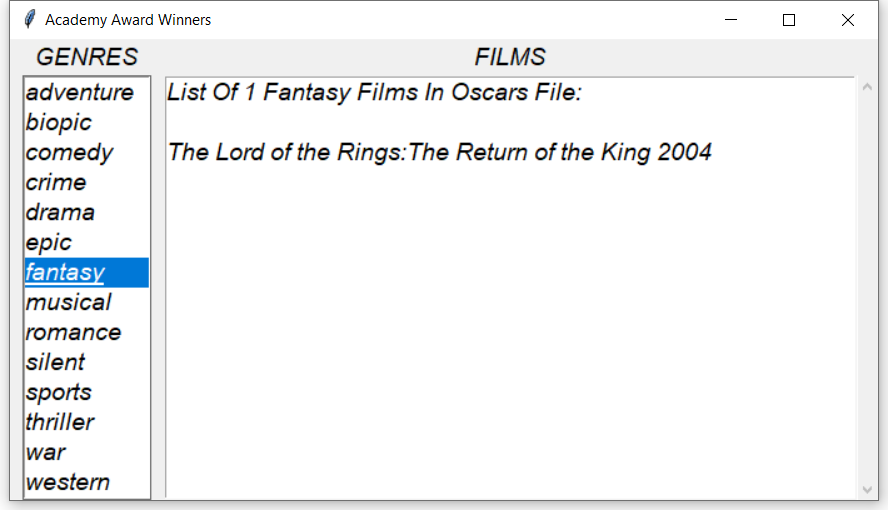 Academy Award Winners
GENRES
FILMS
adventure
biopic
comedy
crime
drama
epic
fantasy
musical
romance
silent
sports
thriller
war
western
List Of 1 Fantasy Films In Oscars File:
The Lord of the Rings:The Return of the King 2004